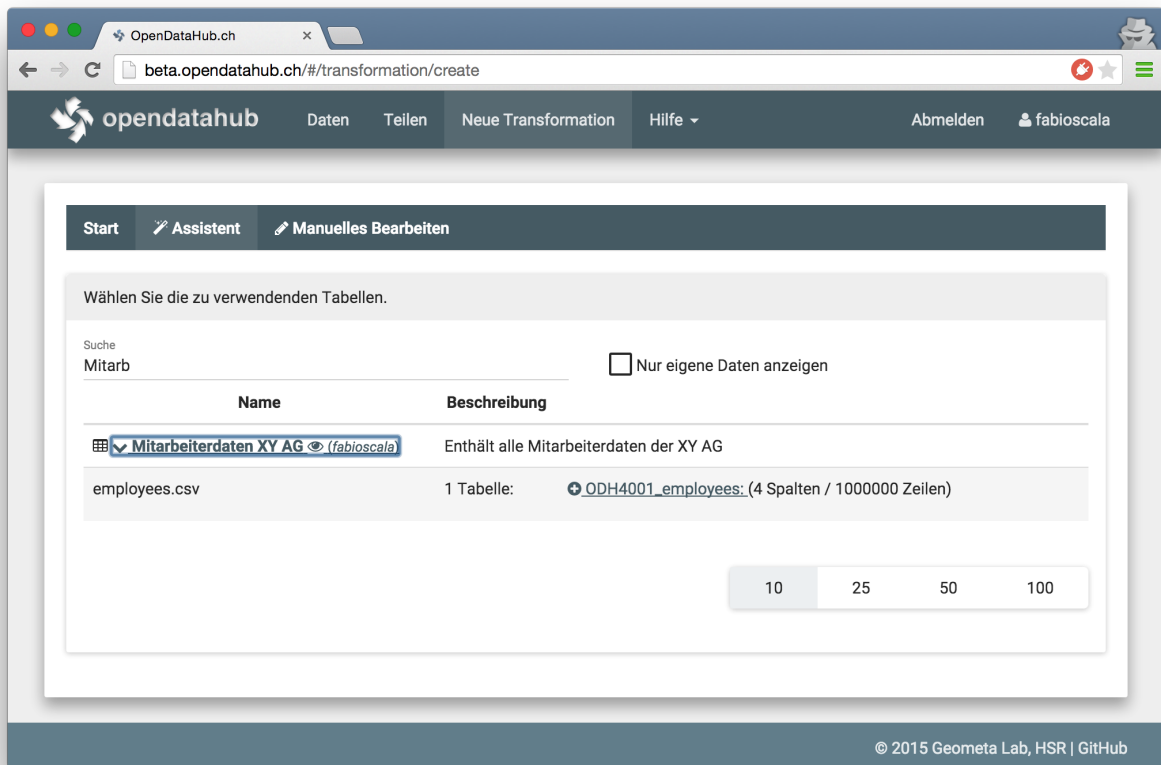 OpenDataHub.ch
beta.opendatahub.ch/#/transformation/create
opendatahub Daten Teilen Neue Transformation Hilfe Abmelden fabioscala
Start Assistent Manuelles Bearbeiten
Wählen Sie die zu verwendenden Tabellen.
Suche
Mitarb
Nur eigene Daten anzeigen
Name Beschreibung
Mitarbeiterdaten XY AG (fabioscala) Enthält alle Mitarbeiterdaten der XY AG
employees.csv 1 Tabelle: ODH4001_employees: (4 Spalten / 1000000 Zeilen)
10 25 50 100
© 2015 Geometa Lab, HSR | GitHub